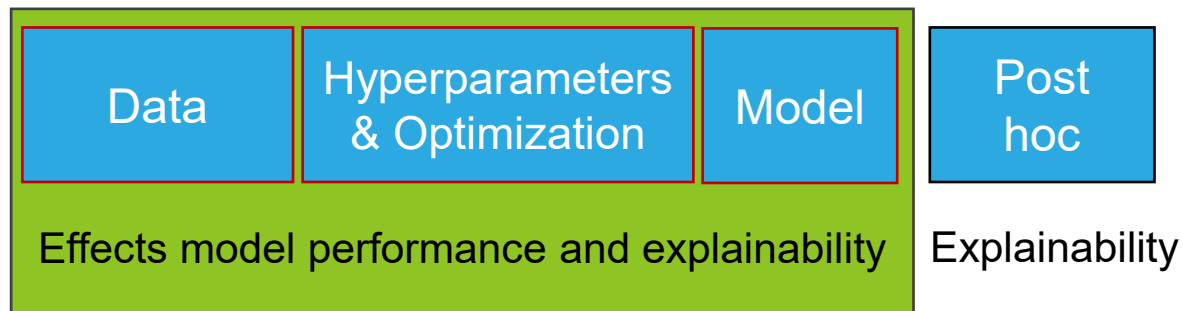 Data
Hyperparameters
& Optimization
Model
Post
hoc
Effects model performance and explainability
Explainability